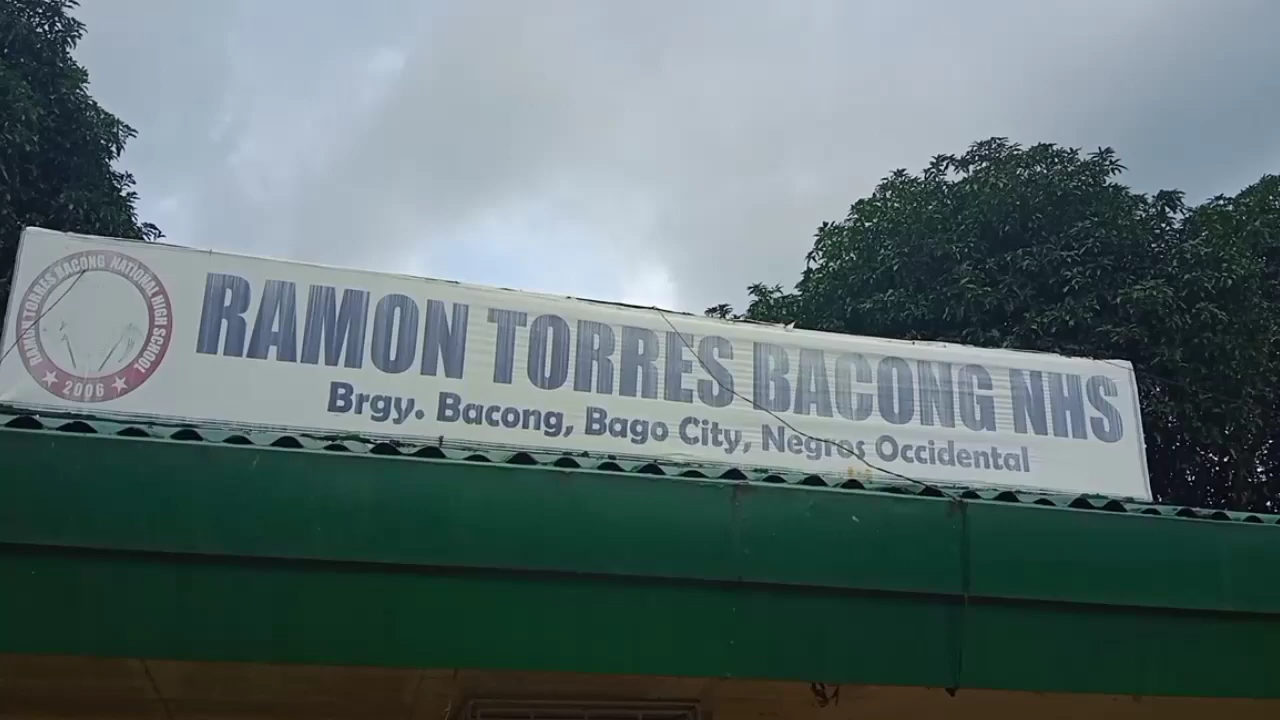 RAMON TORRES BACONG NATIONAL HIGH SCHOOL
2006
RAMON TORRES BACONG NHS
Brgy. Bacong, Bago City, Negros Occidental